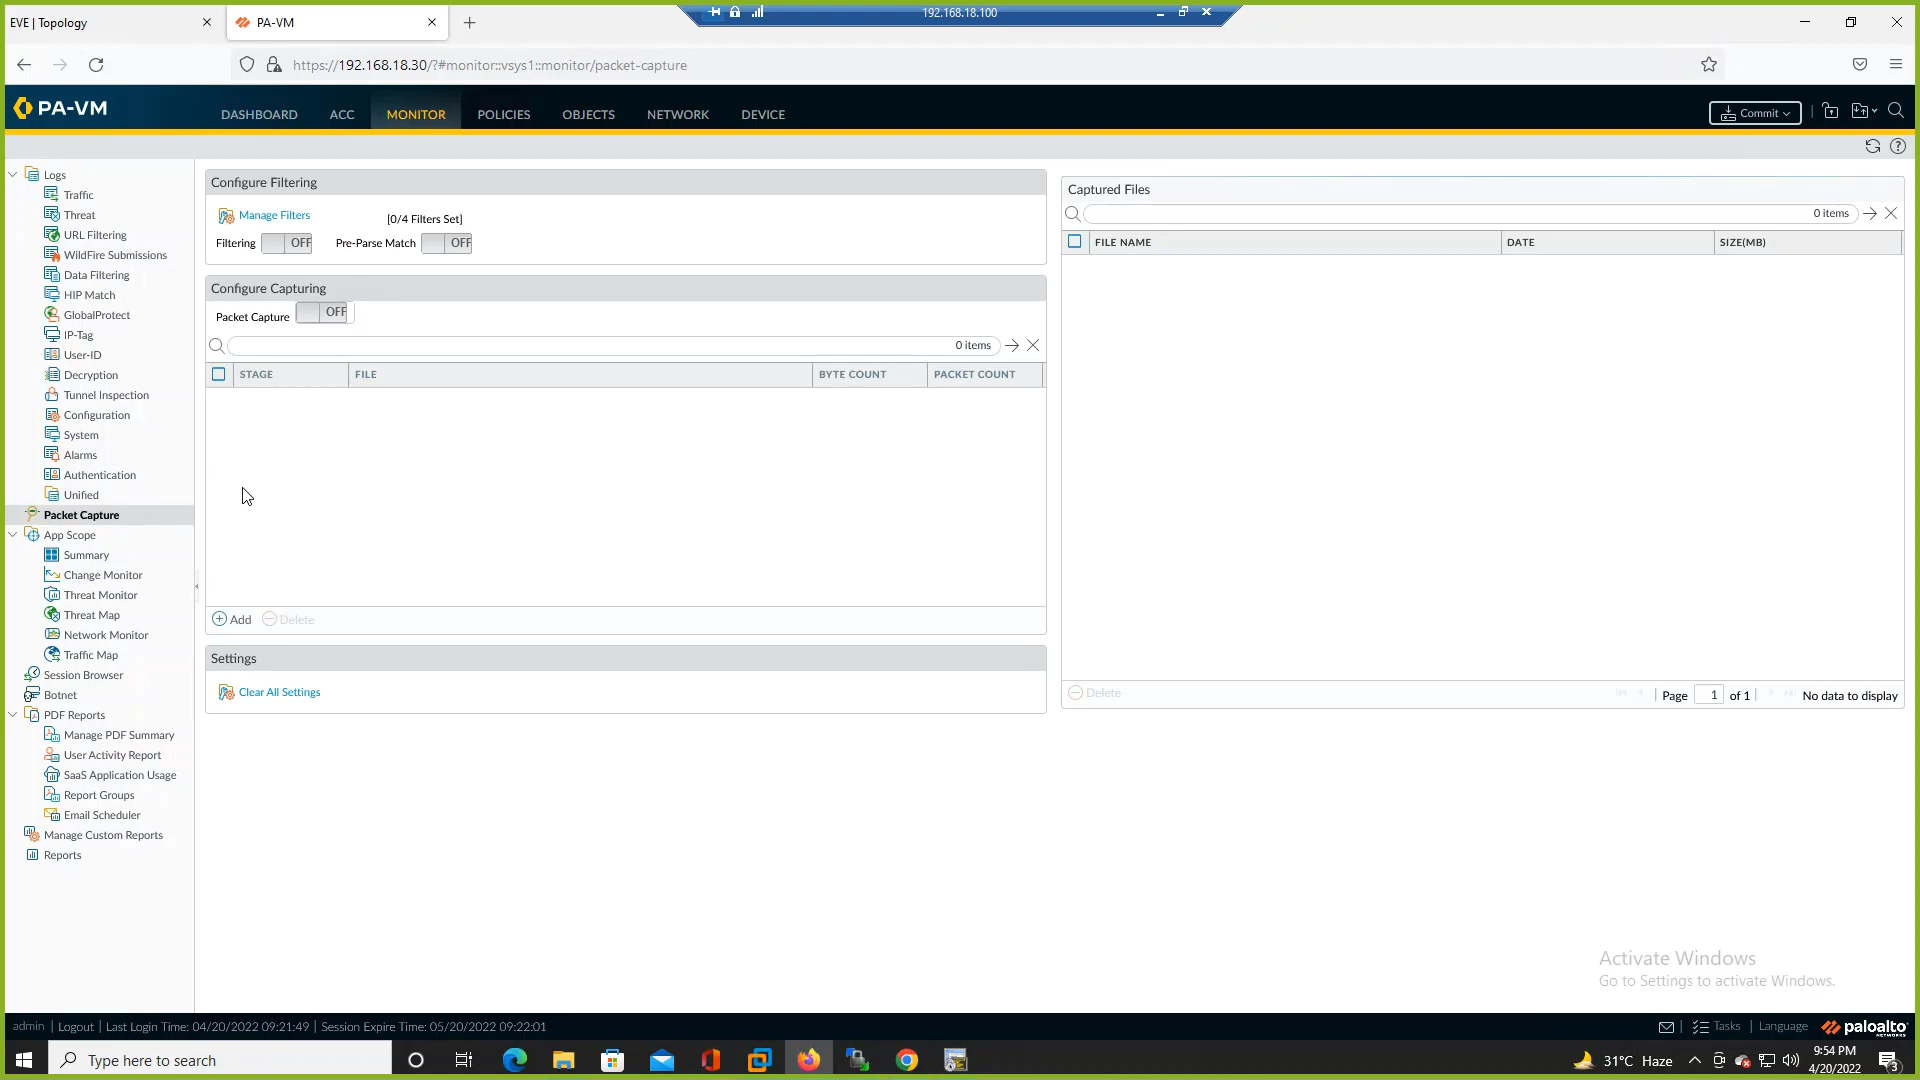 EVE | Topology
PA-VM
192.168.18.100
https://192.168.18.30/?#monitor::vsys1::monitor/packet-capture
PA-VM
DASHBOARD
ACC
MONITOR
POLICIES
OBJECTS
NETWORK
DEVICE
Commit
Logs
Traffic
Threat
URL Filtering
WildFire Submissions
Data Filtering
HIP Match
GlobalProtect
IP-Tag
User-ID
Decryption
Tunnel Inspection
Configuration
System
Alarms
Authentication
Unified
Packet Capture
App Scope
Summary
Change Monitor
Threat Monitor
Threat Map
Network Monitor
Traffic Map
Session Browser
Botnet
PDF Reports
Manage PDF Summary
User Activity Report
SaaS Application Usage
Report Groups
Email Scheduler
Manage Custom Reports
Reports
Configure Filtering
Manage Filters [0/4 Filters Set]
Filtering OFF Pre-Parse Match OFF
Configure Capturing
Packet Capture OFF
0 items
STAGE FILE BYTE COUNT PACKET COUNT
Add Delete
Settings
Clear All Settings
Captured Files
0 items
FILE NAME DATE SIZE(MB)
Delete Page 1 of 1 No data to display
Activate Windows
Go to Settings to activate Windows.
admin | Logout | Last Login Time: 04/20/2022 09:21:49 | Session Expire Time: 05/20/2022 09:22:01
Tasks | Language
paloalto
NETWORKS
Type here to search
31°C Haze
9:54 PM
4/20/2022
3